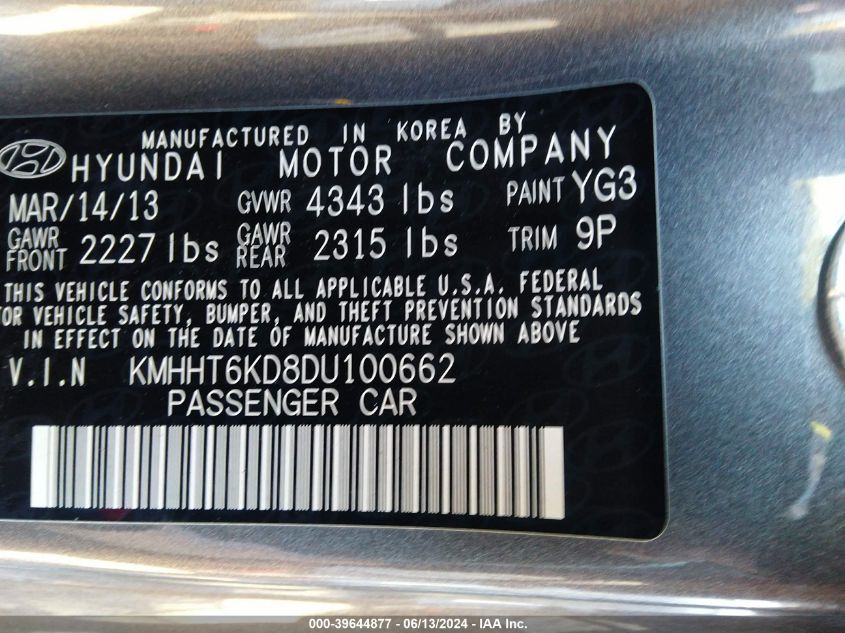 MANUFACTURED IN KOREA BY
HYUNDAI MOTOR COMPANY
MAR/14/13 GVWR 4343 lbs PAINT YG3
GAWR FRONT 2227 lbs GAWR REAR 2315 lbs TRIM 9P
THIS VEHICLE CONFORMS TO ALL APPLICABLE U.S.A. FEDERAL
VEHICLE SAFETY, BUMPER, AND THEFT PREVENTION STANDARDS
IN EFFECT ON THE DATE OF MANUFACTURE SHOWN ABOVE
V.I.N KMHHT6KD8DU100662
PASSENGER CAR
000-39644877 - 06/13/2024 - IAA Inc.